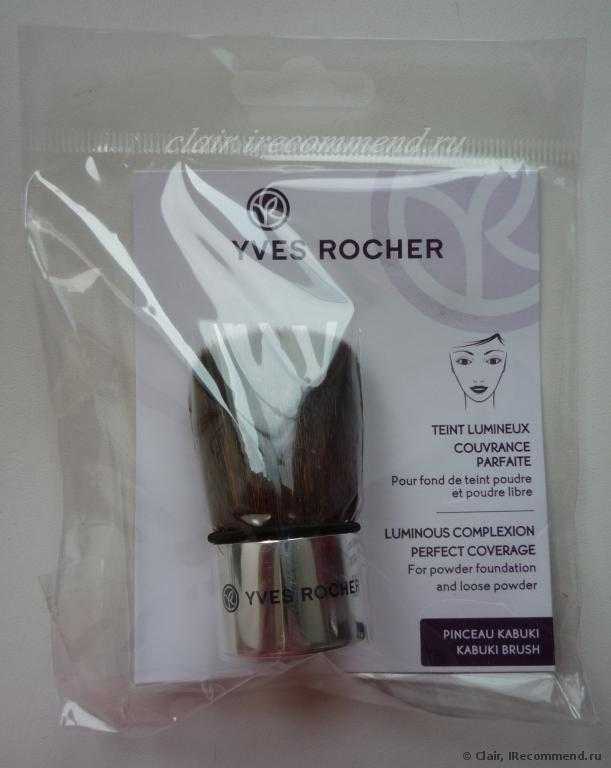 clair.irecommend.ru
YVES ROCHER
TEINT LUMINEUX
COUVRANCE
PARFAITE
Pour fond de teint poudre
et poudre libre
LUMINOUS COMPLEXION
PERFECT COVERAGE
For powder foundation
and loose powder
YVES ROCHER
PINCEAU KABUKI
KABUKI BRUSH
© Clair, IRecommend.ru